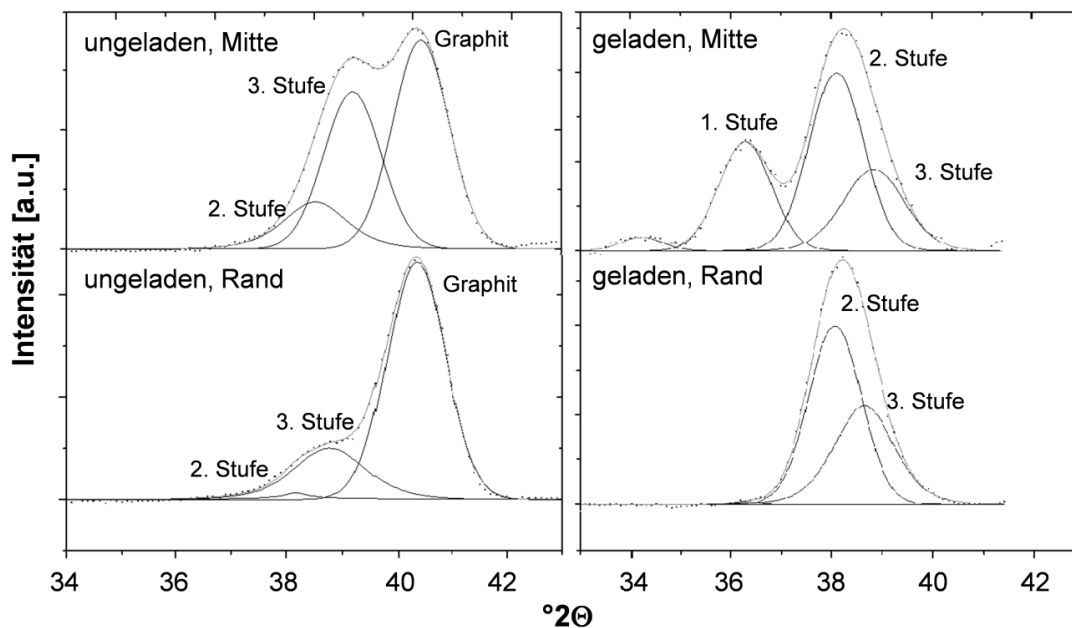 ungeladen, Mitte
Graphit
3. Stufe
2. Stufe
geladen, Mitte
2. Stufe
1. Stufe
3. Stufe
Intensität [a.u.]
ungeladen, Rand
Graphit
3. Stufe
2. Stufe
geladen, Rand
2. Stufe
3. Stufe
34 36 38 40 42
34 36 38 40 42
°2Θ